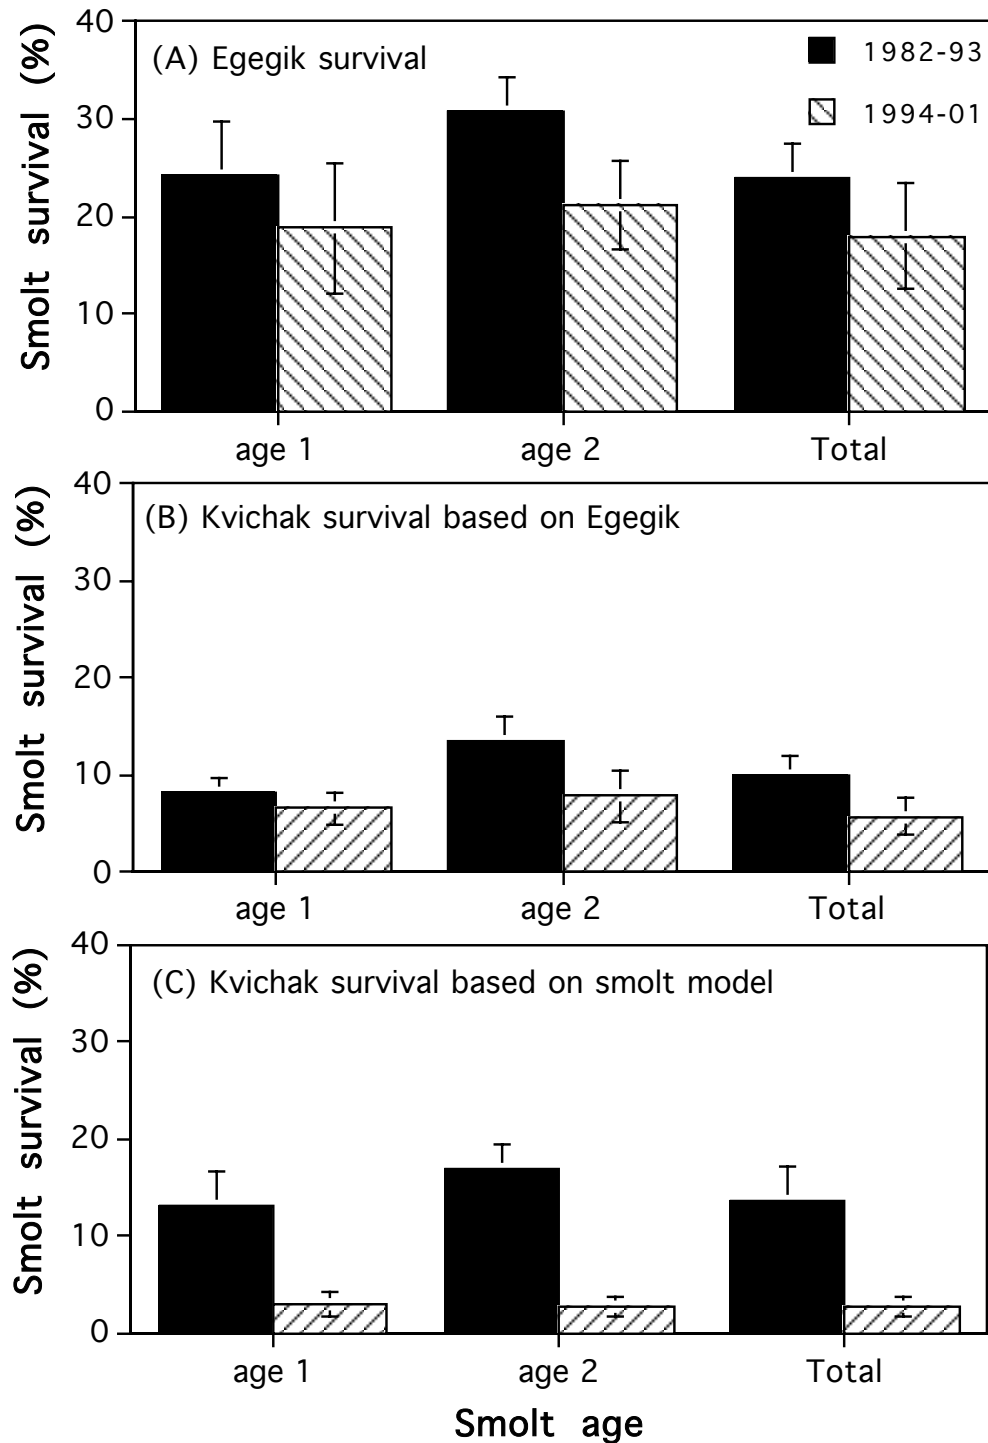 40
(A) Egegik survival
1982-93
1994-01
30
20
10
0
Smolt survival (%)
age 1
age 2
Total
40
(B) Kvichak survival based on Egegik
30
20
10
0
Smolt survival (%)
age 1
age 2
Total
40
(C) Kvichak survival based on smolt model
30
20
10
0
Smolt survival (%)
age 1
age 2
Total
Smolt age